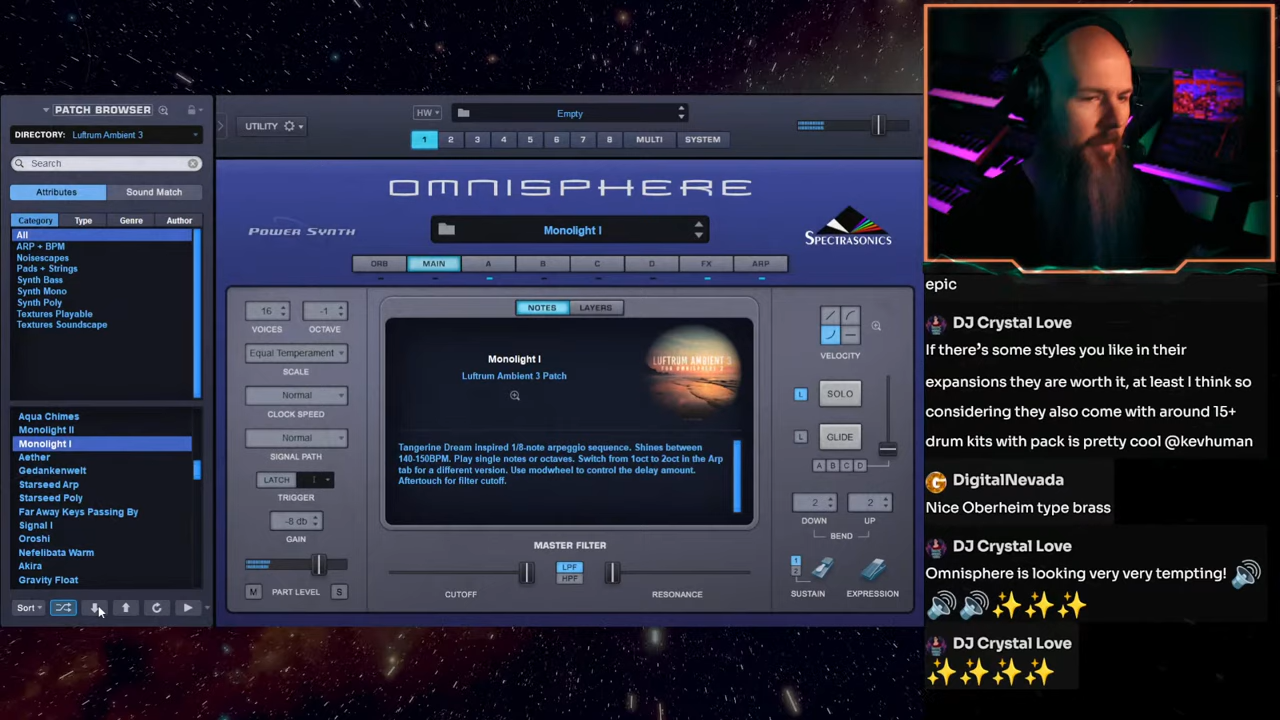 PATCH BROWSER
DIRECTORY: Luftrum Ambient 3
Search
Attributes
Sound Match
Category
Type
Genre
Author
All
ARP + BPM
Noisescapes
Pads + Strings
Synth Bass
Synth Mono
Synth Poly
Textures Playable
Textures Soundscape
Aqua Chimes
Monolight II
Monolight I
Aether
Gedankenwelt
Starseed Arp
Starseed Poly
Far Away Keys Passing By
Signal I
Oroshi
Nefelibata Warm
Akira
Gravity Float
Sort
UTILITY
HW
Empty
1 2 3 4 5 6 7 8 MULTI SYSTEM
OMNISPHERE
POWER SYNTH
Monolight I
SPECTRASONICS
ORB MAIN A B C D FX ARP
16
-1
VOICES
OCTAVE
Equal Temperament
SCALE
Normal
CLOCK SPEED
Normal
SIGNAL PATH
LATCH
TRIGGER
-8 db
GAIN
M PART LEVEL S
NOTES
LAYERS
Monolight I
Luftrum Ambient 3 Patch
LUFTRUM AMBIENT 3
FOR OMNISPHERE 2
Tangerine Dream inspired 1/8-note arpeggio sequence. Shines between
140-150BPM. Play single notes or octaves. Switch from 1oct to 2oct in the Arp
tab for a different version. Use modwheel to control the delay amount.
Aftertouch for filter cutoff.
MASTER FILTER
LPF
HPF
CUTOFF
RESONANCE
VELOCITY
L SOLO
L GLIDE
A B C D
2
2
DOWN
UP
BEND
1
2
SUSTAIN
EXPRESSION
epic
DJ Crystal Love
If there's some styles you like in their
expansions they are worth it, at least I think so
considering they also come with around 15+
drum kits with pack is pretty cool @kevhuman
DigitalNevada
Nice Oberheim type brass
DJ Crystal Love
Omnisphere is looking very very tempting! 🔊
🔊🔊✨✨✨
DJ Crystal Love
✨✨✨✨